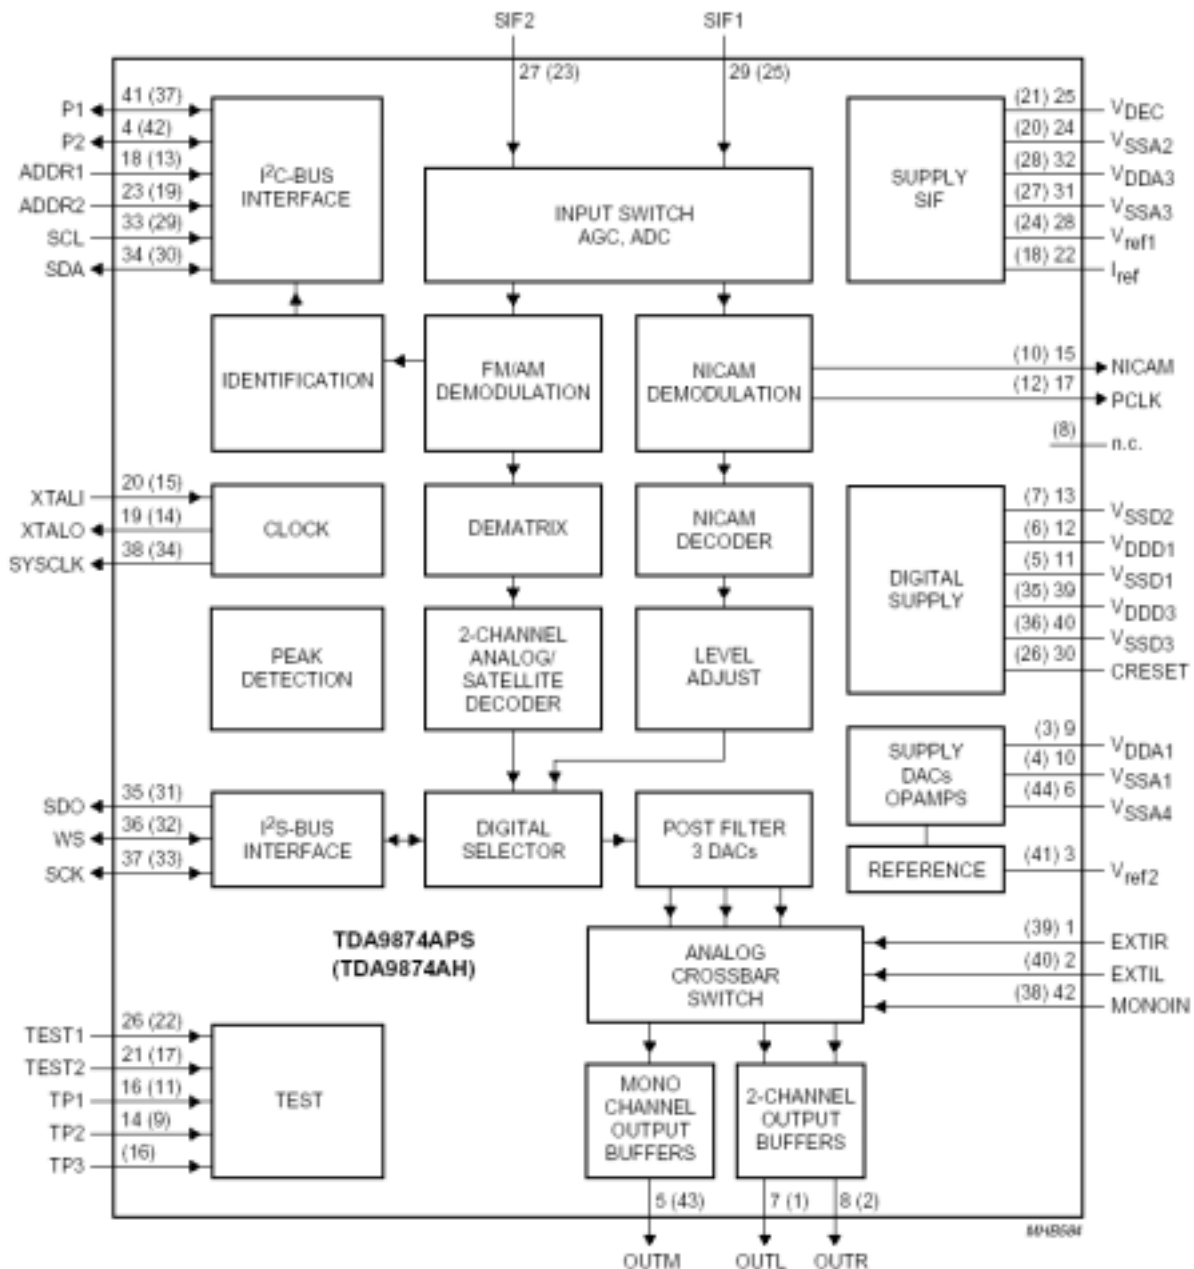 SIF2
SIF1
27 (23)
29 (25)
P1
41 (37)
P2
4 (42)
ADDR1
18 (13)
ADDR2
23 (19)
SCL
33 (29)
SDA
34 (30)
I²C-BUS
INTERFACE
INPUT SWITCH
AGC, ADC
SUPPLY
SIF
(21) 25
VDEC
(20) 24
VSSA2
(28) 32
VDDA3
(27) 31
VSSA3
(24) 28
Vref1
(18) 22
Iref
IDENTIFICATION
FM/AM
DEMODULATION
NICAM
DEMODULATION
(10) 15
NICAM
(12) 17
PCLK
(8)
n.c.
XTALI
20 (15)
XTALO
19 (14)
SYSCLK
38 (34)
CLOCK
DEMATRIX
NICAM
DECODER
DIGITAL
SUPPLY
(7) 13
VSSD2
(6) 12
VDDD1
(5) 11
VSSD1
(35) 39
VDDD3
(36) 40
VSSD3
(26) 30
CRESET
PEAK
DETECTION
2-CHANNEL
ANALOG/
SATELLITE
DECODER
LEVEL
ADJUST
SUPPLY
DACs
OPAMPS
(3) 9
VDDA1
(4) 10
VSSA1
(44) 6
VSSA4
SDO
35 (31)
WS
36 (32)
SCK
37 (33)
I²S-BUS
INTERFACE
DIGITAL
SELECTOR
POST FILTER
3 DACs
REFERENCE
(41) 3
Vref2
TDA9874APS
(TDA9874AH)
ANALOG
CROSSBAR
SWITCH
(39) 1
EXTIR
(40) 2
EXTIL
(38) 42
MONOIN
TEST1
26 (22)
TEST2
21 (17)
TP1
16 (11)
TP2
14 (9)
TP3
(16)
TEST
MONO
CHANNEL
OUTPUT
BUFFERS
2-CHANNEL
OUTPUT
BUFFERS
5 (43)
7 (1)
8 (2)
MHB584
OUTM
OUTL
OUTR